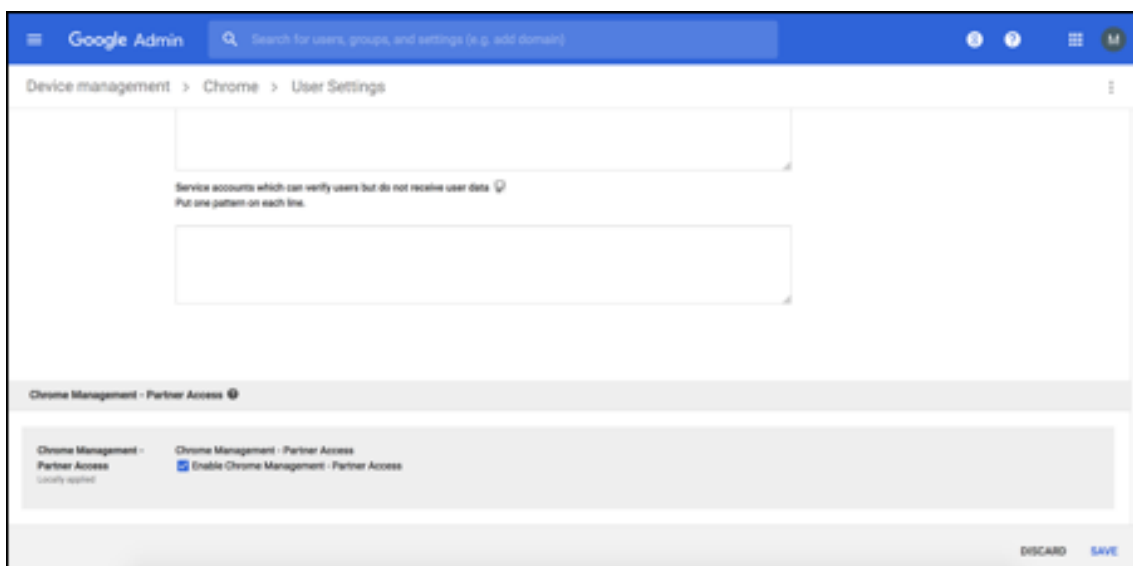 Google Admin
Search for users, groups, and settings (e.g. add domain)
M
Device management > Chrome > User Settings
Service accounts which can verify users but do not receive user data
Put one pattern on each line.
Chrome Management - Partner Access
Chrome Management -
Partner Access
Locally applied
Chrome Management - Partner Access
Enable Chrome Management - Partner Access
DISCARD
SAVE